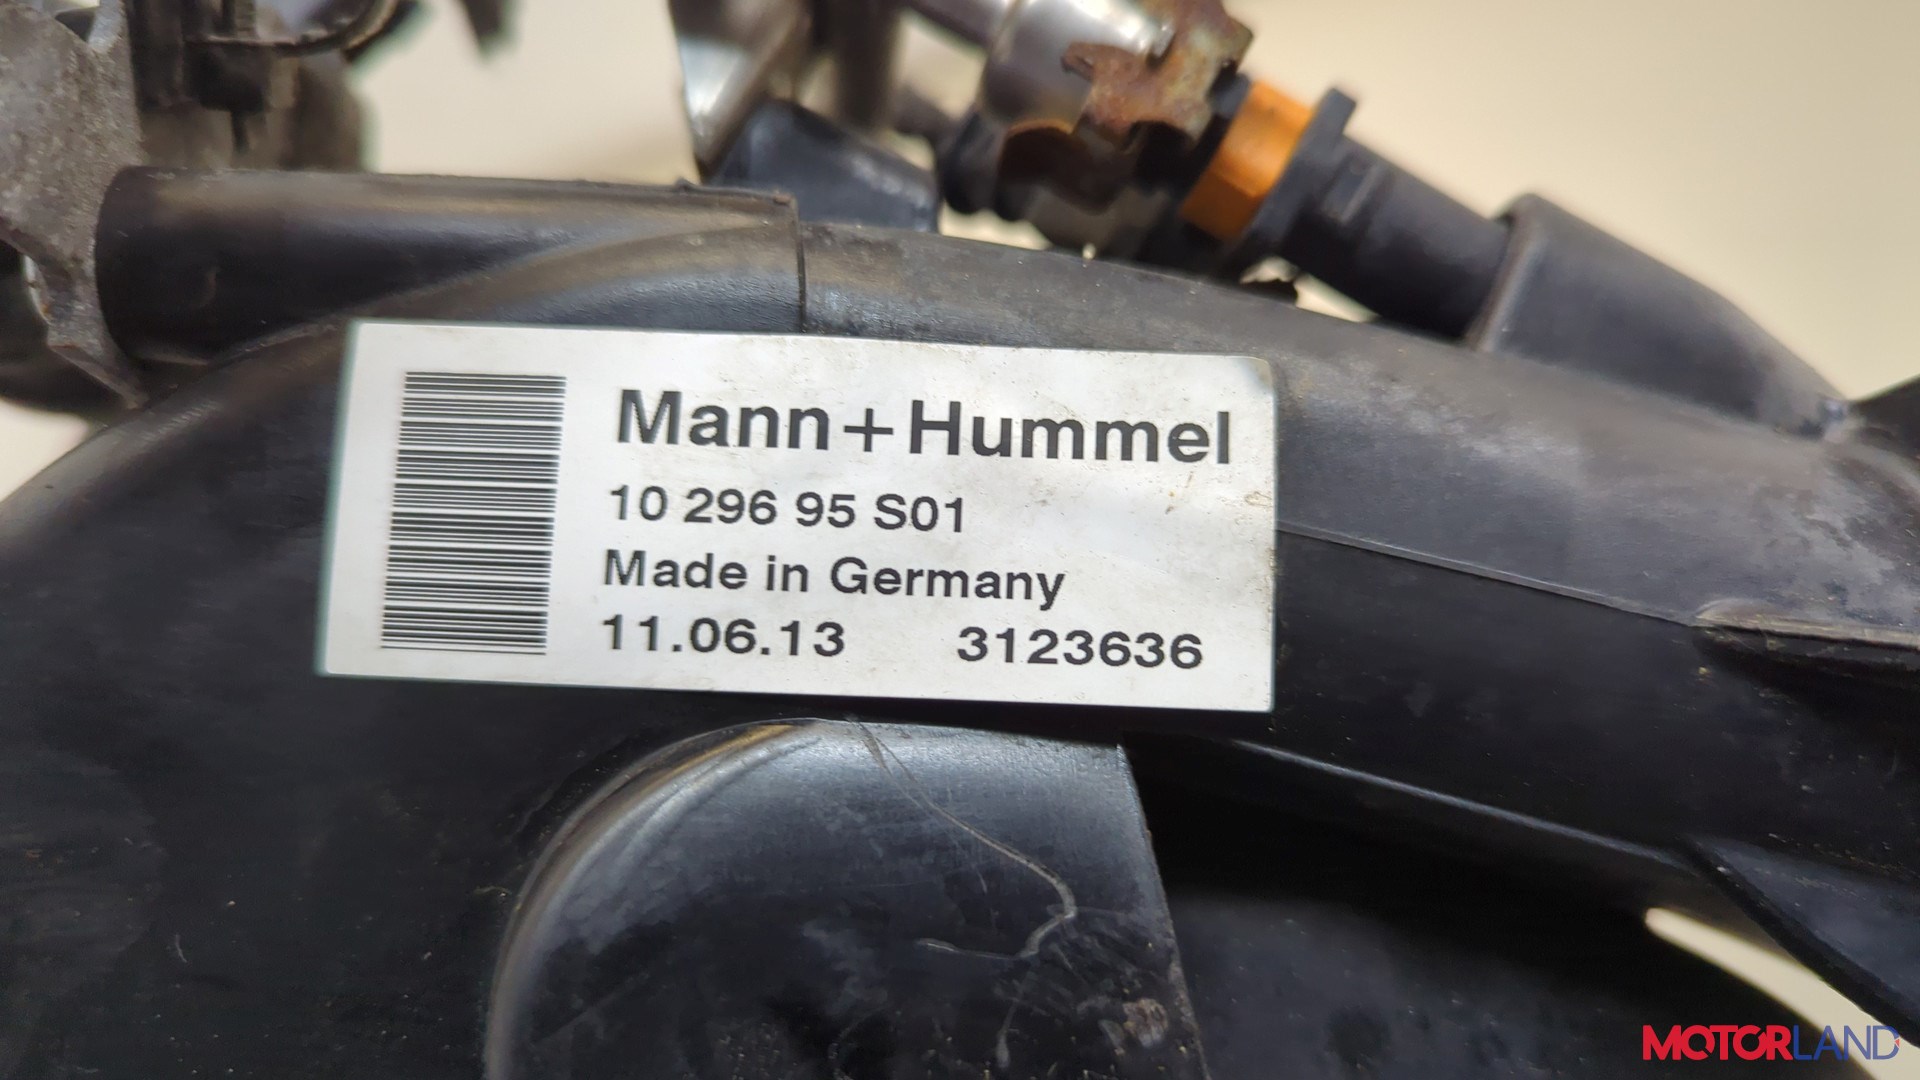 Mann+Hummel
10 296 95 S01
Made in Germany
11.06.13 3123636
MOTORLAND